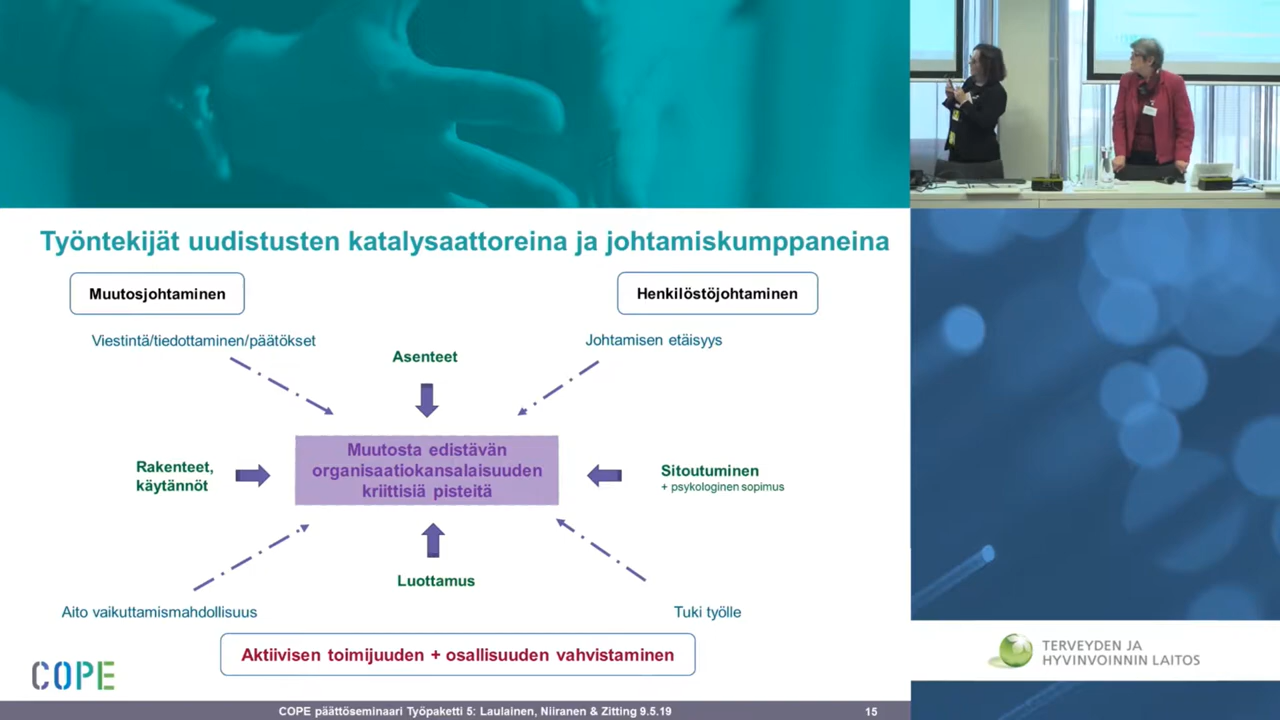 Työntekijät uudistusten katalysaattoreina ja johtamiskumppaneina
Muutosjohtaminen
Henkilöstöjohtaminen
Viestintä/tiedottaminen/päätökset
Johtamisen etäisyys
Asenteet
Muutosta edistävän
organisaatiokansalaisuuden
kriittisiä pisteitä
Rakenteet,
käytännöt
Sitoutuminen
+ psykologinen sopimus
Luottamus
Aito vaikuttamismahdollisuus
Tuki työlle
Aktiivisen toimijuuden + osallisuuden vahvistaminen
COPE
COPE päättöseminaari Työpaketti 5: Laulainen, Niiranen & Zitting 9.5.19
15
TERVEYDEN JA
HYVINVOINNIN LAITOS